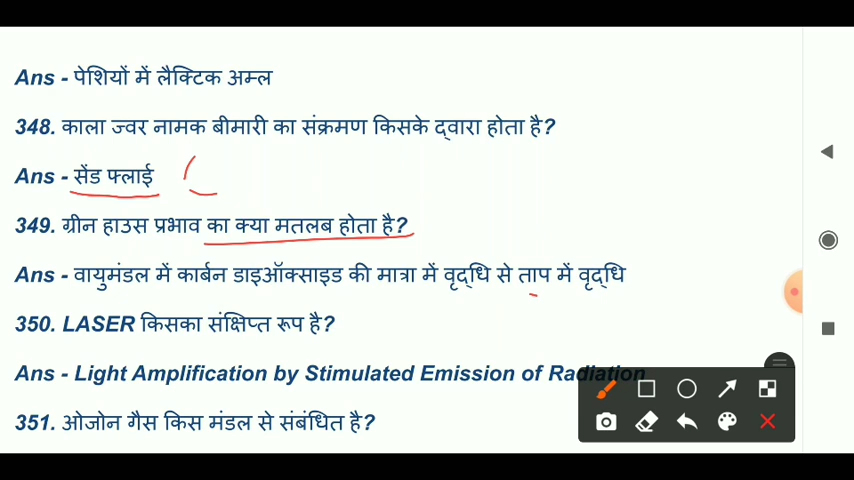 Ans - पेशियों में लैक्टिक अम्ल
348. काला ज्वर नामक बीमारी का संक्रमण किसके द्वारा होता है?
Ans - सेंड फ्लाई
349. ग्रीन हाउस प्रभाव का क्या मतलब होता है?
Ans - वायुमंडल में कार्बन डाइऑक्साइड की मात्रा में वृद्धि से ताप में वृद्धि
350. LASER किसका संक्षिप्त रूप है?
Ans - Light Amplification by Stimulated Emission of Radiation
351. ओजोन गैस किस मंडल से संबंधित है?